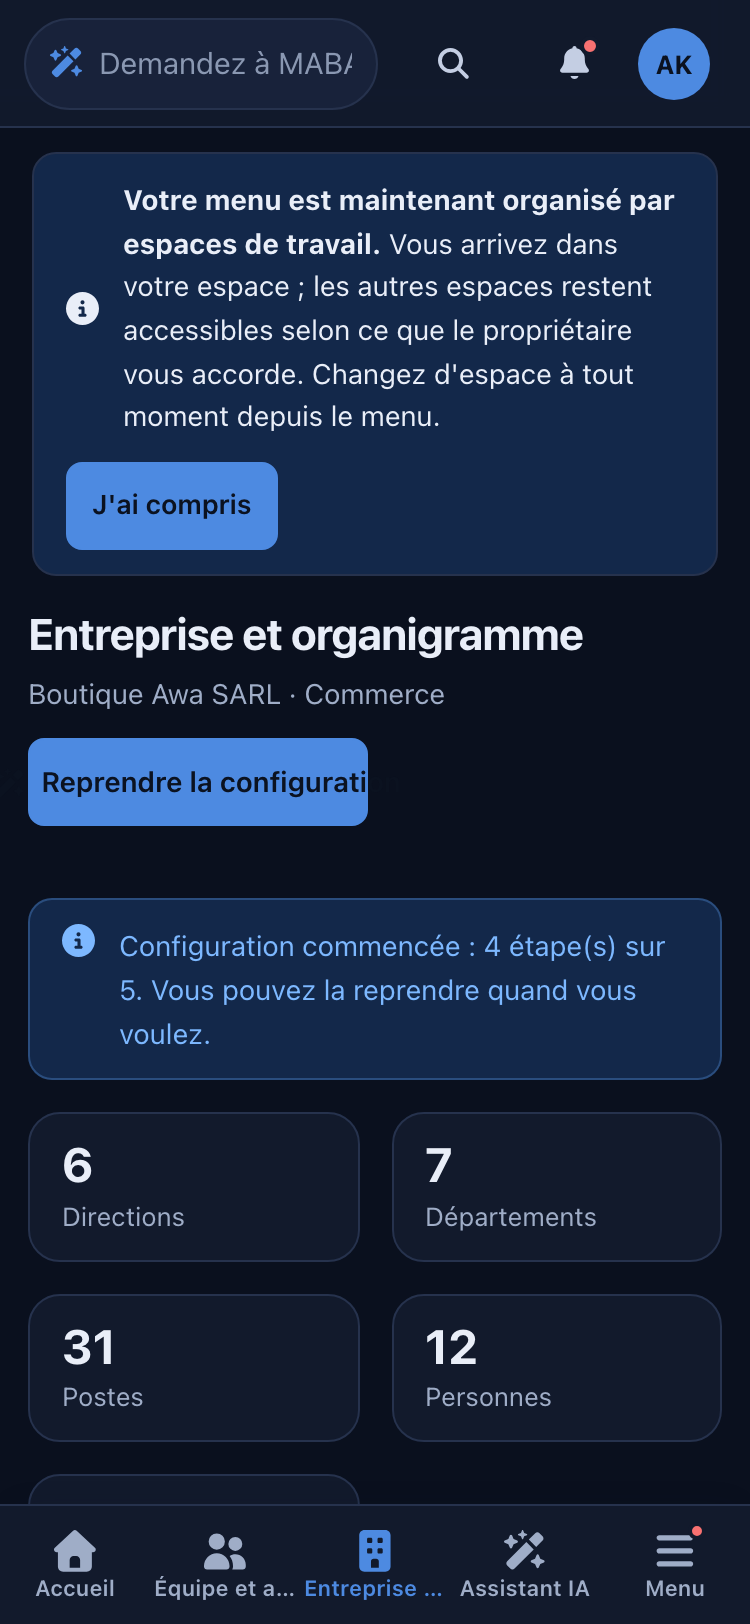 Demandez à MABA
AK
Votre menu est maintenant organisé par
espaces de travail. Vous arrivez dans
votre espace ; les autres espaces restent
accessibles selon ce que le propriétaire
vous accorde. Changez d'espace à tout
moment depuis le menu.
J'ai compris
Entreprise et organigramme
Boutique Awa SARL · Commerce
Reprendre la configuration
Configuration commencée : 4 étape(s) sur
5. Vous pouvez la reprendre quand vous
voulez.
6
Directions
7
Départements
31
Postes
12
Personnes
Accueil
Équipe et a...
Entreprise ...
Assistant IA
Menu